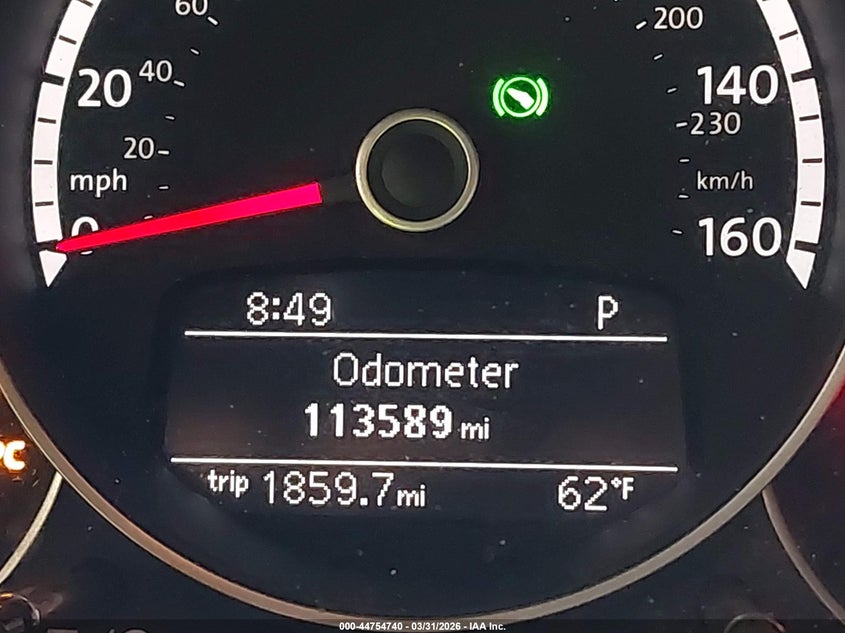 60
200
20
40
140
230
20
mph
km/h
0
160
8:49 P
Odometer
113589 mi
trip 1859.7 mi 62°F
000-44754740 - 03/31/2026 - IAA Inc.